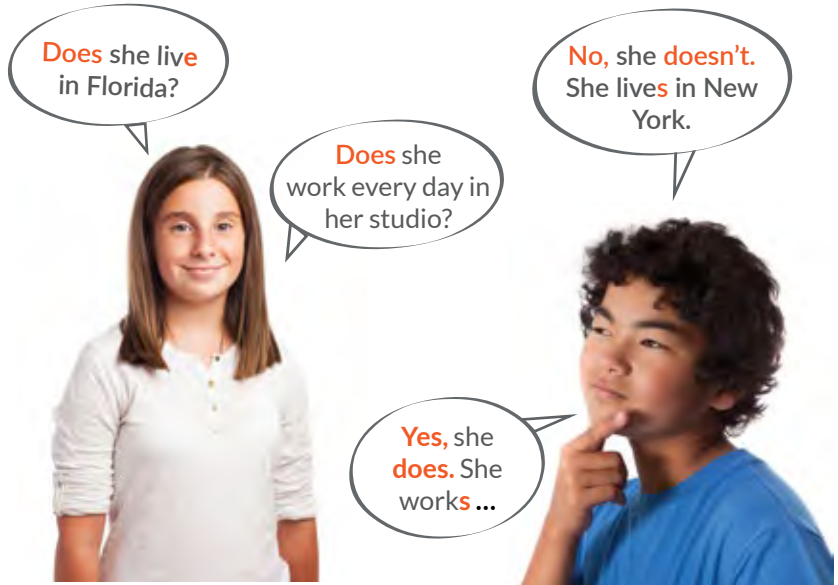 Does she live
in Florida?
No, she doesn't.
She lives in New
York.
Does she
work every day in
her studio?
Yes, she
does. She
works ...